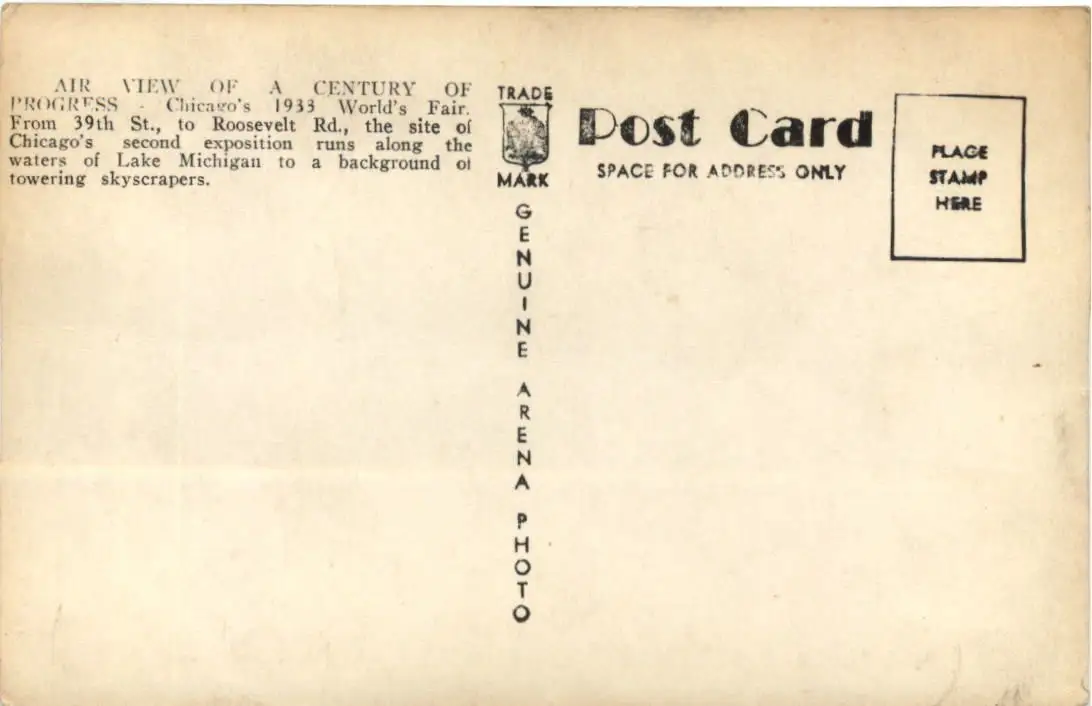 AIR VIEW OF A CENTURY OF
PROGRESS - Chicago's 1933 World's Fair.
From 39th St., to Roosevelt Rd., the site of
Chicago's second exposition runs along the
waters of Lake Michigan to a background of
towering skyscrapers.
TRADE
MARK
GENUINE ARENA PHOTO
Post Card
SPACE FOR ADDRESS ONLY
PLACE
STAMP
HERE